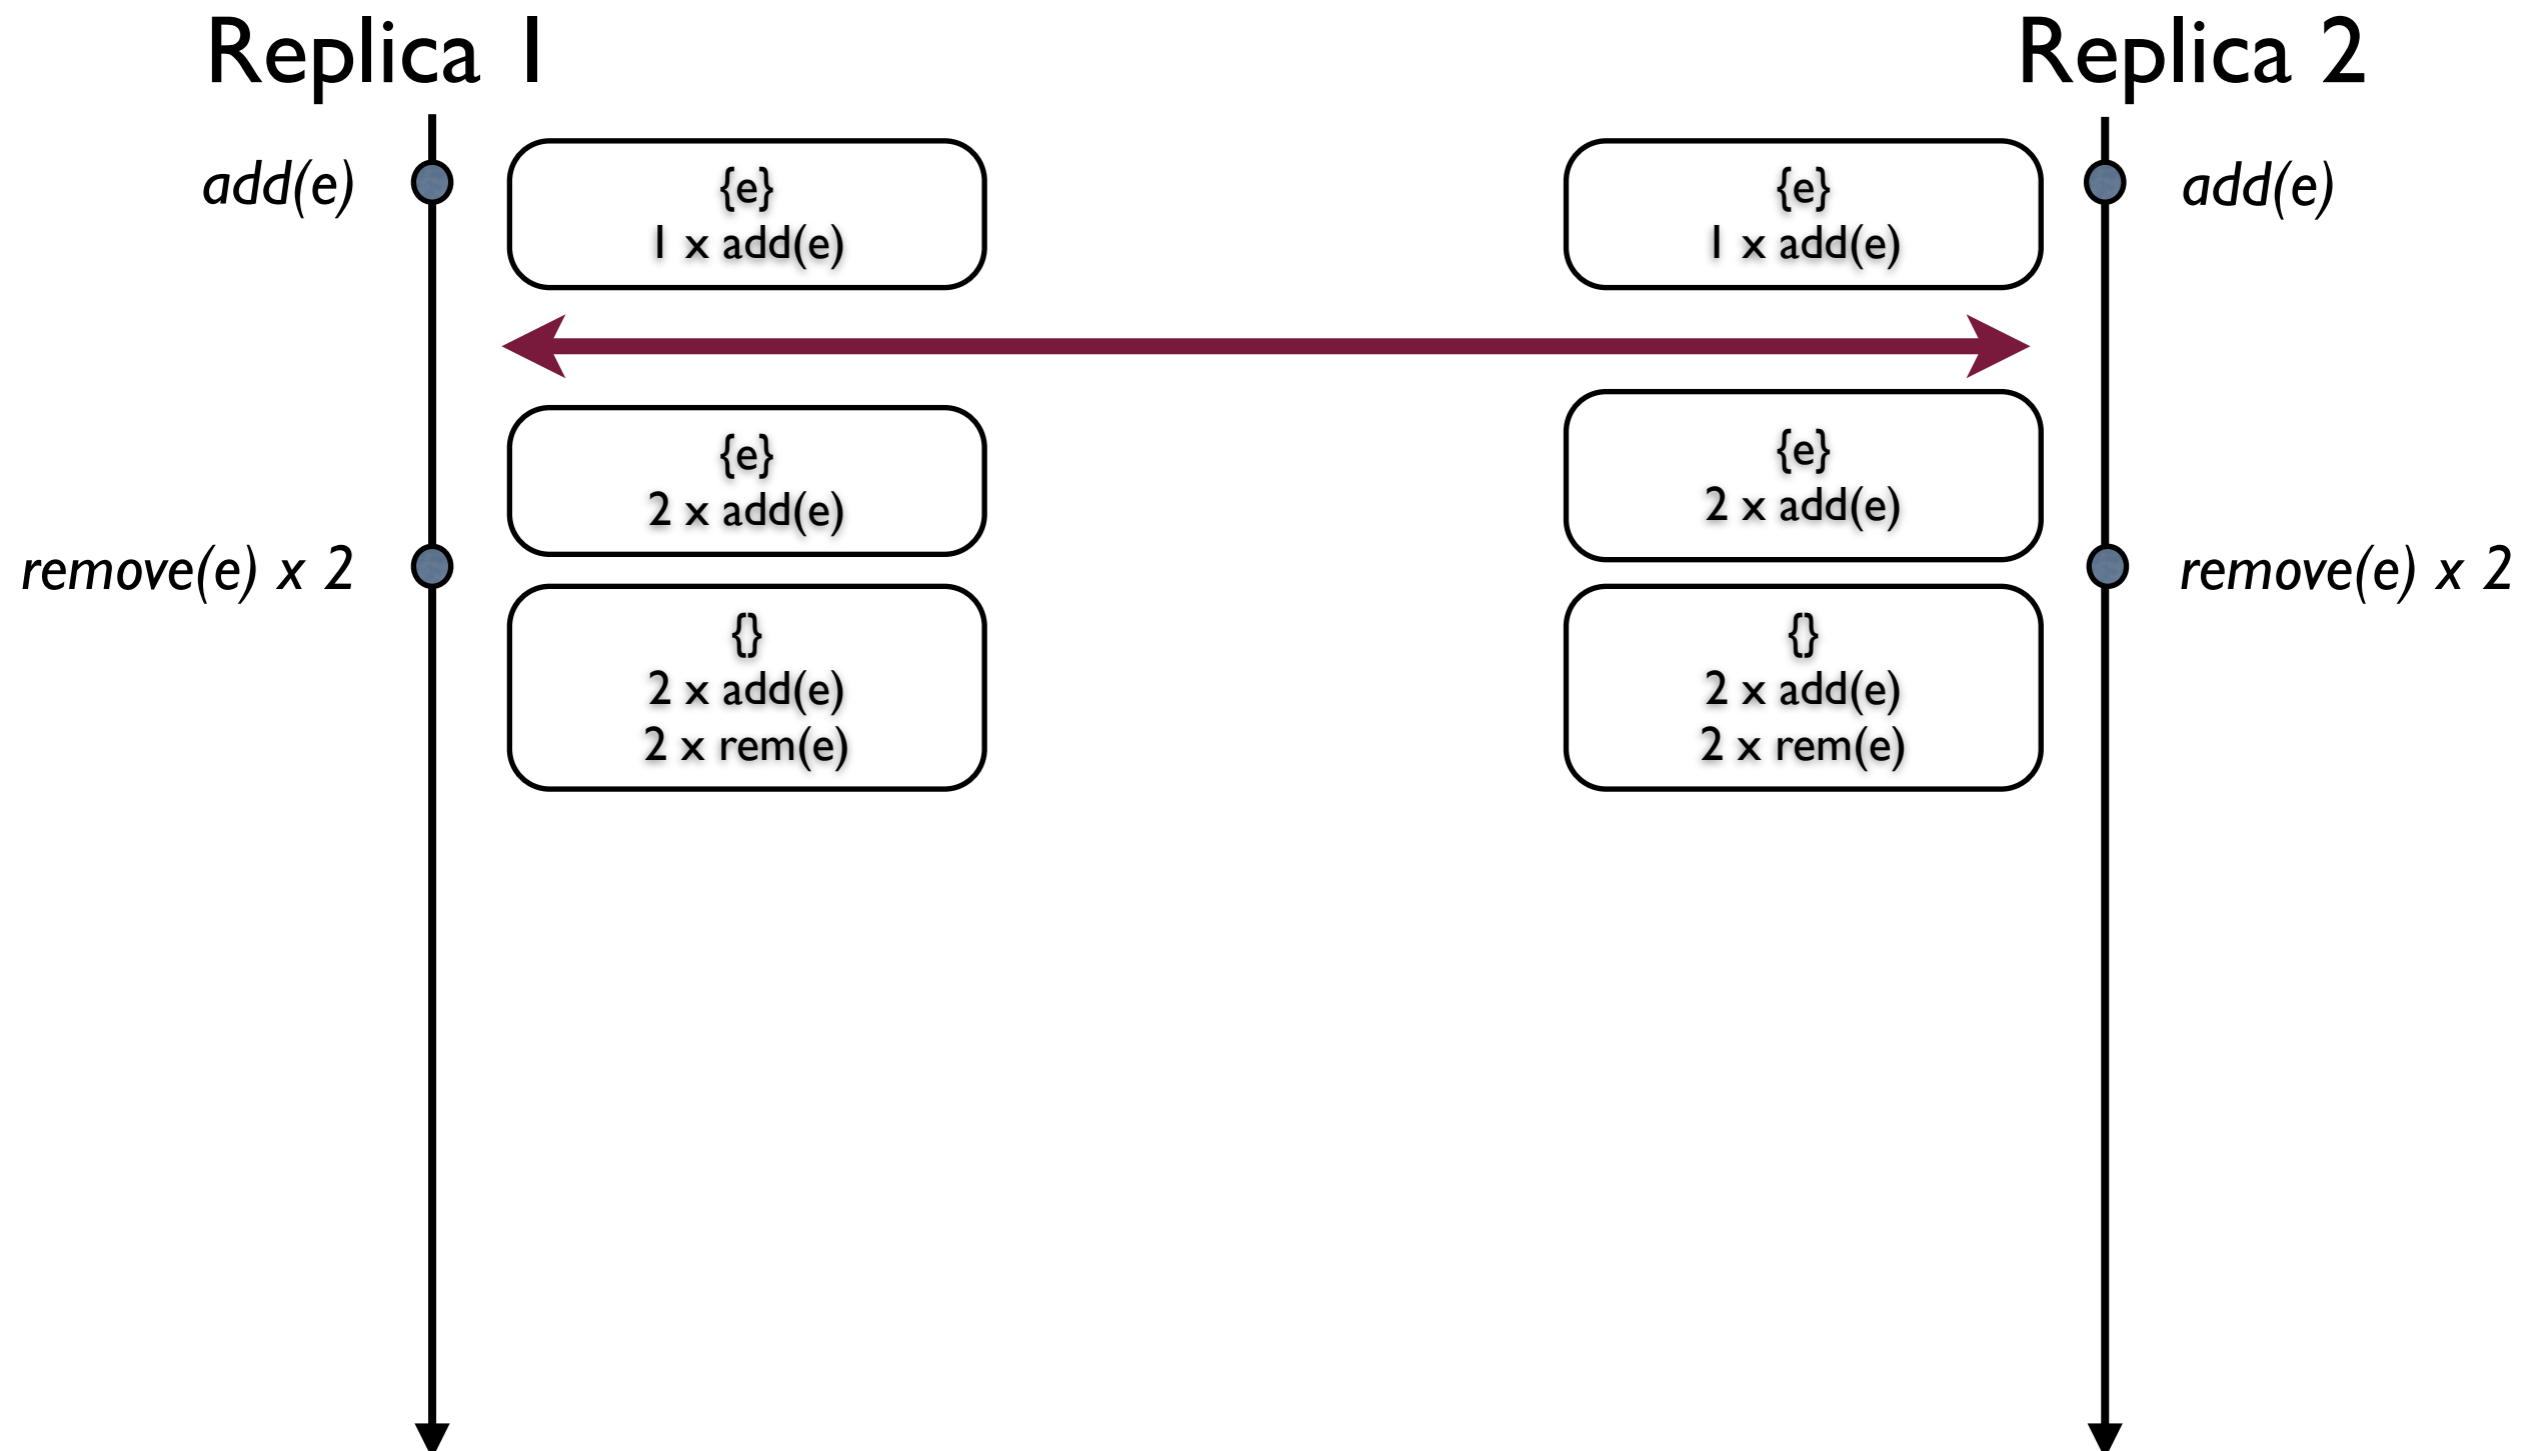 Replica 1
Replica 2
add(e)
{e}
1 x add(e)
{e}
1 x add(e)
add(e)
{e}
2 x add(e)
{e}
2 x add(e)
remove(e) x 2
remove(e) x 2
{}
2 x add(e)
2 x rem(e)
{}
2 x add(e)
2 x rem(e)